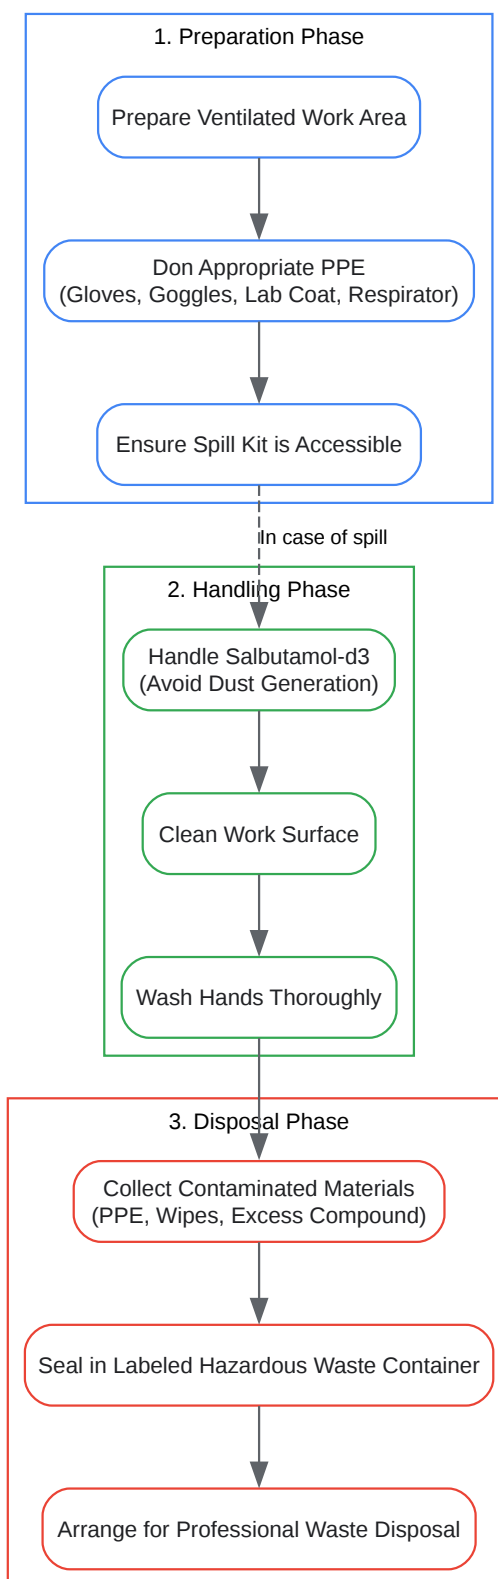 1. Preparation Phase
Prepare Ventilated Work Area
Don Appropriate PPE
(Gloves, Goggles, Lab Coat, Respirator)
Ensure Spill Kit is Accessible
In case of spill
2. Handling Phase
Handle Salbutamol-d3
(Avoid Dust Generation)
Clean Work Surface
Wash Hands Thoroughly
3. Disposal Phase
Collect Contaminated Materials
(PPE, Wipes, Excess Compound)
Seal in Labeled Hazardous Waste Container
Arrange for Professional Waste Disposal